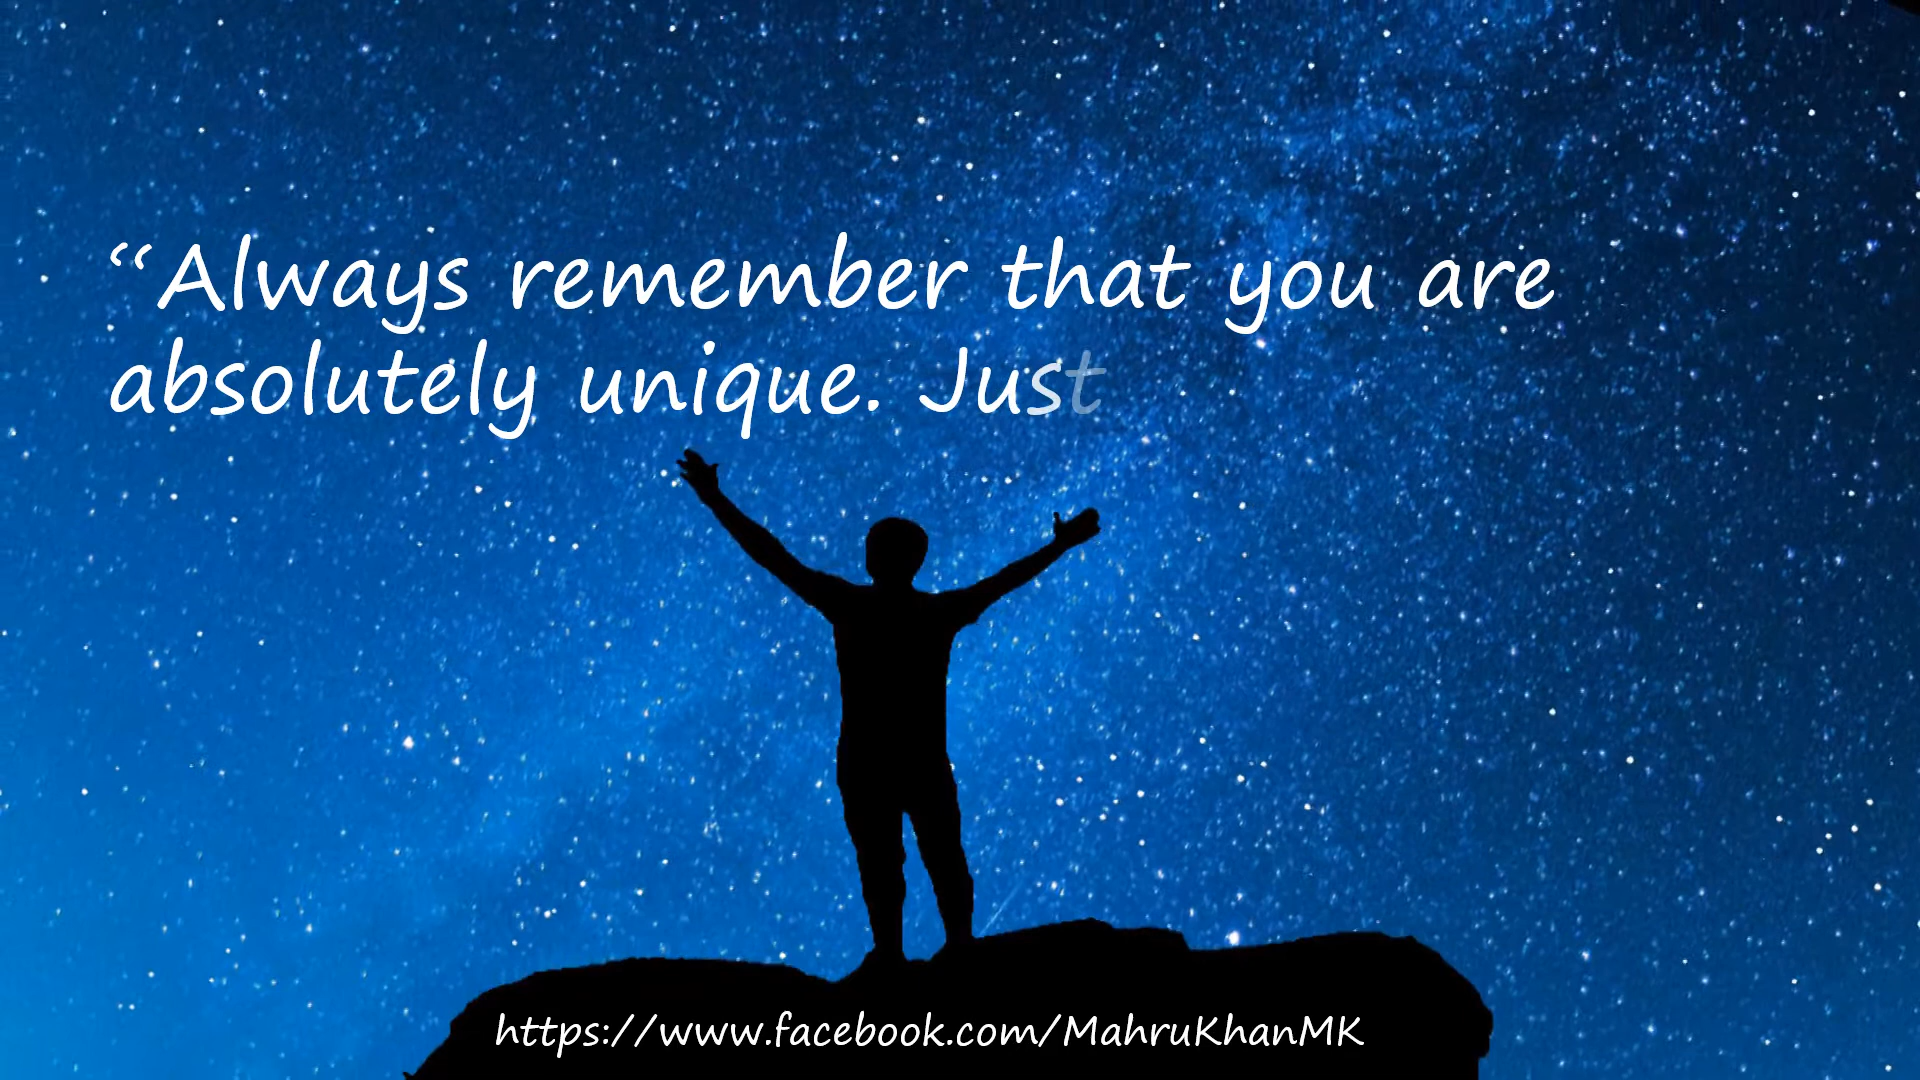 “Always remember that you are
absolutely unique. Just
https://www.facebook.com/MahruKhanMK